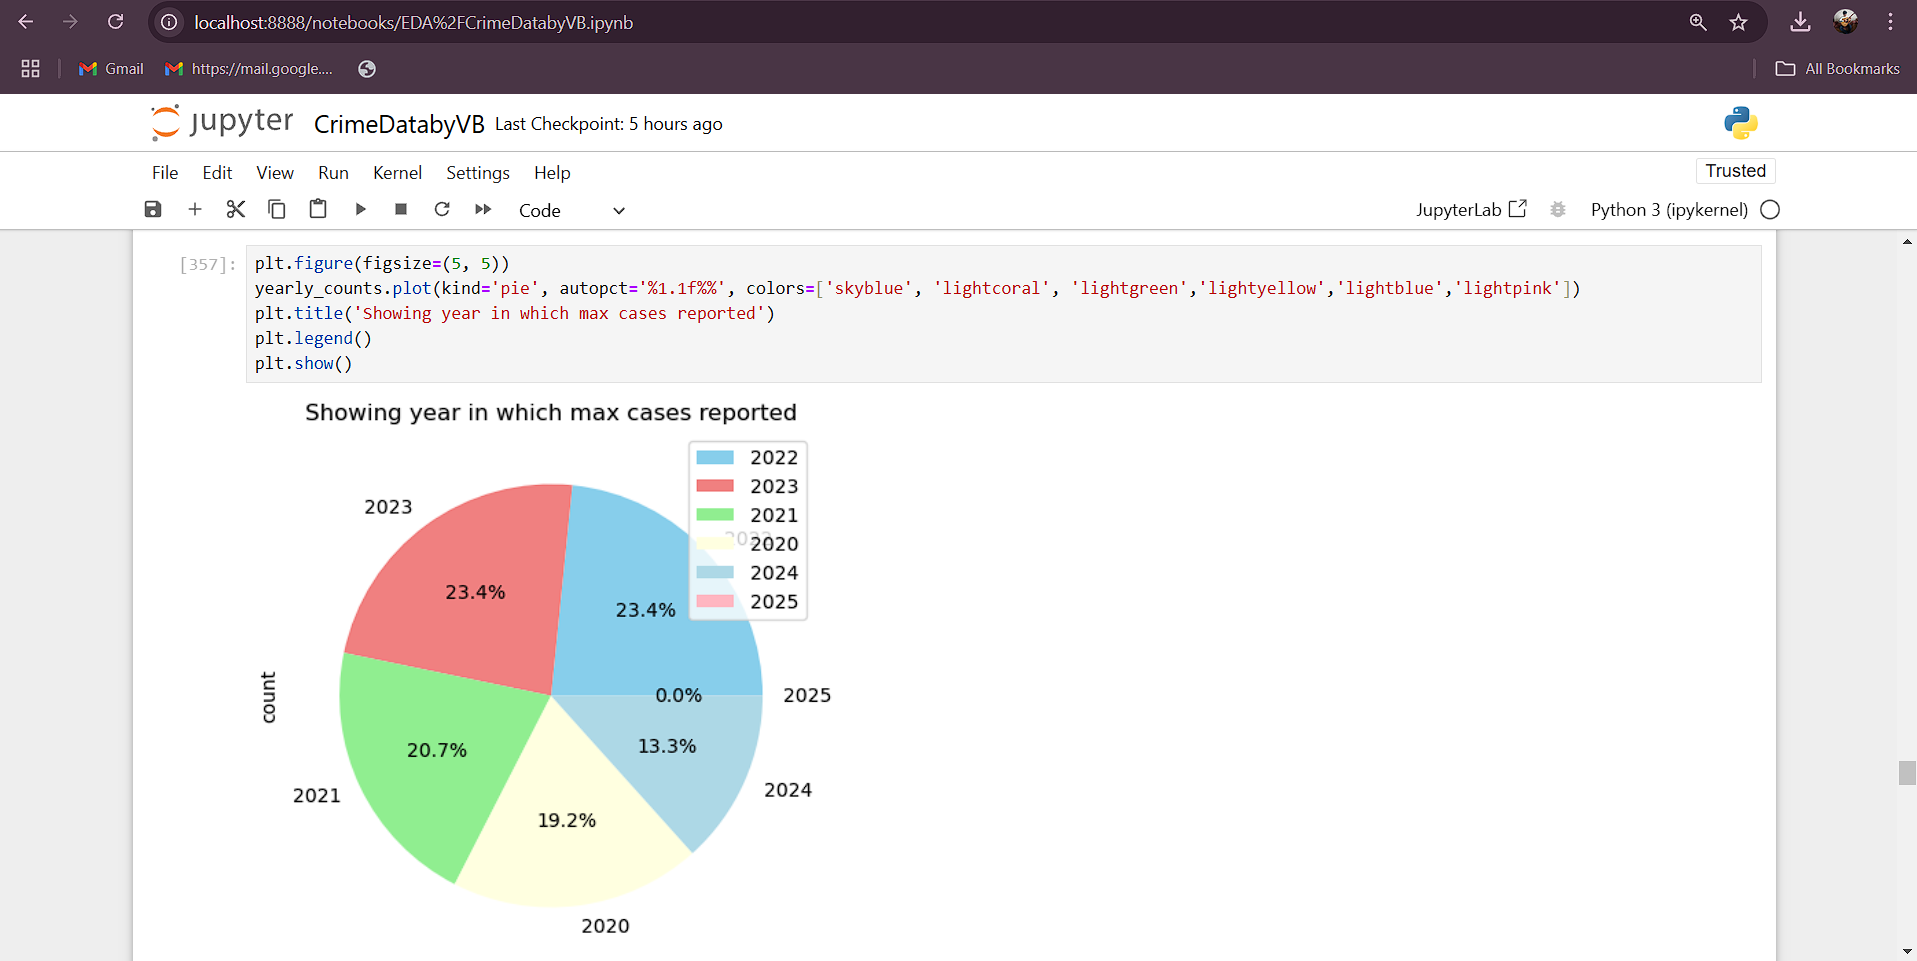 localhost:8888/notebooks/EDA%2FCrimeDatabyVB.ipynb
Gmail
https://mail.google....
All Bookmarks
jupyter
CrimeDatabyVB Last Checkpoint: 5 hours ago
File Edit View Run Kernel Settings Help
Trusted
Code
JupyterLab
Python 3 (ipykernel)
[357]:
plt.figure(figsize=(5, 5))
yearly_counts.plot(kind='pie', autopct='%1.1f%%', colors=['skyblue', 'lightcoral', 'lightgreen','lightyellow','lightblue','lightpink'])
plt.title('Showing year in which max cases reported')
plt.legend()
plt.show()
Showing year in which max cases reported
2022
2023
2021
2020
2024
2025
2022
2023
23.4%
23.4%
0.0%
2025
count
13.3%
20.7%
2024
2021
19.2%
2020